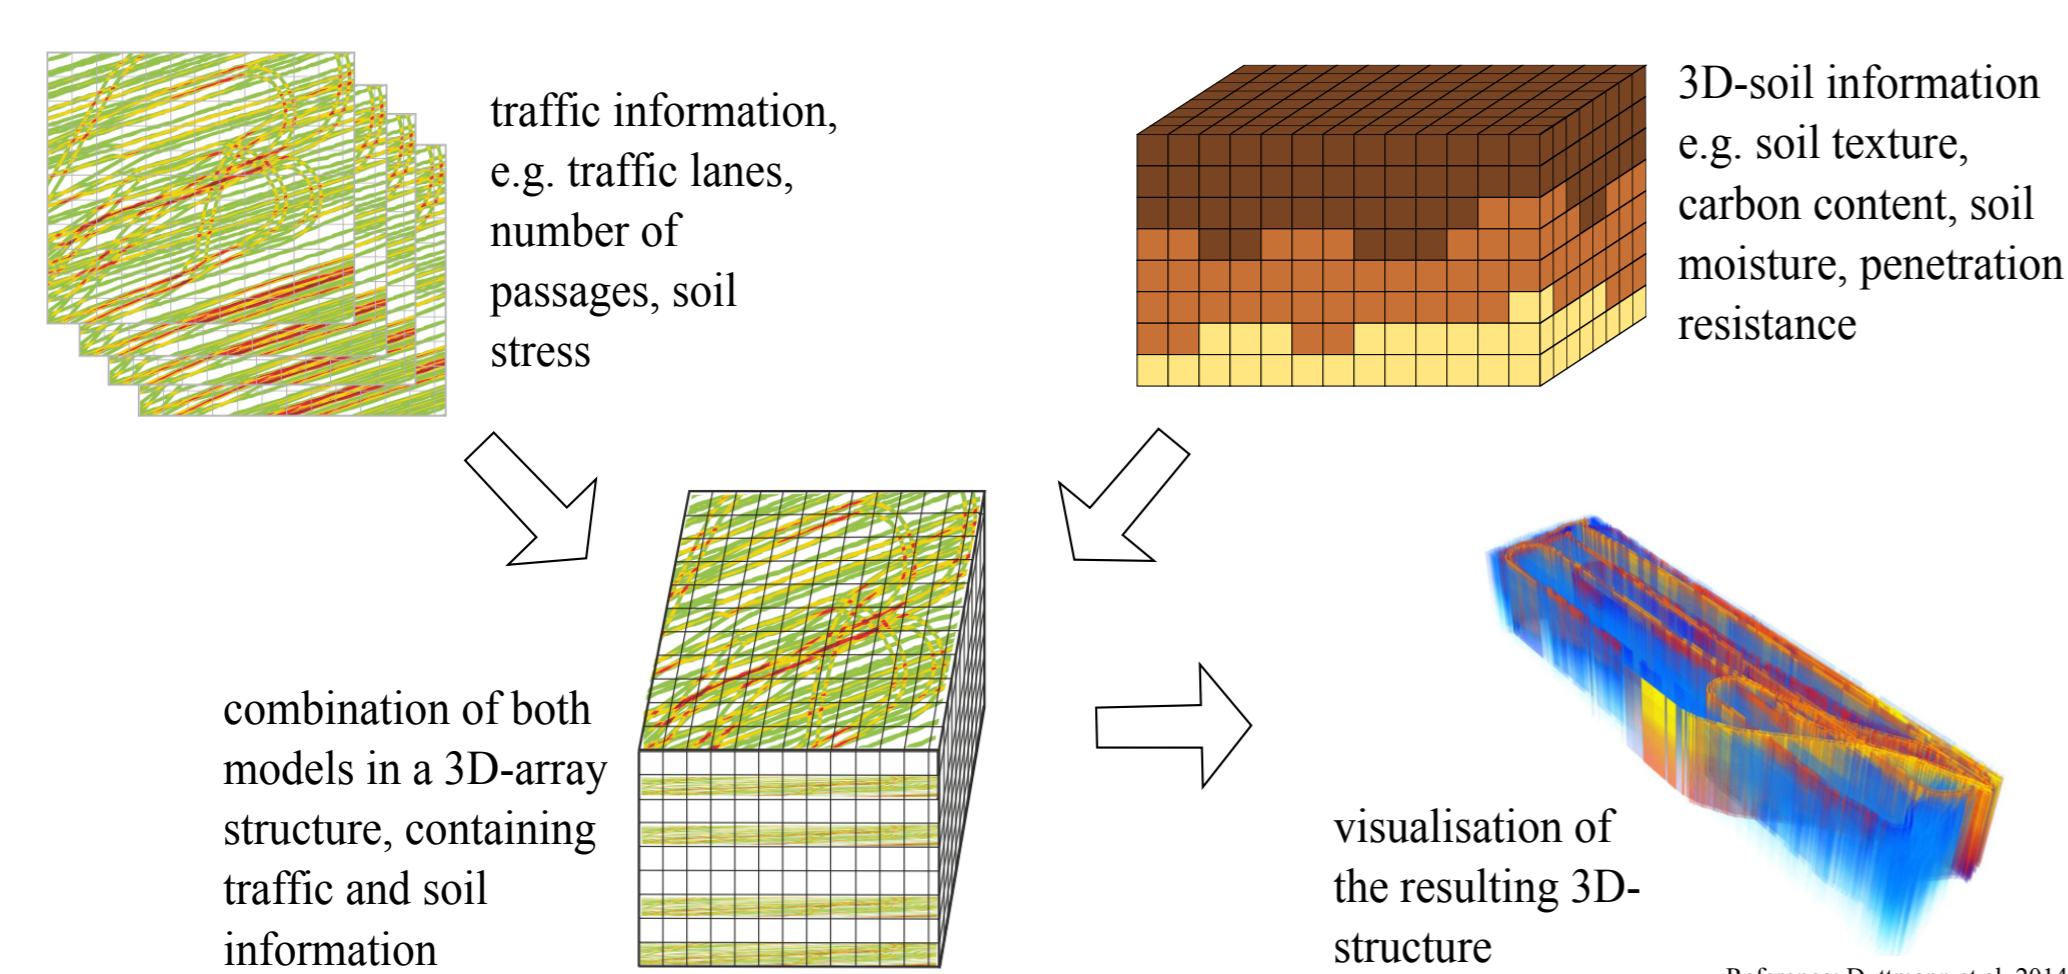 traffic information,
e.g. traffic lanes,
number of
passages, soil
stress
3D-soil information
e.g. soil texture,
carbon content, soil
moisture, penetration
resistance
combination of both
models in a 3D-array
structure, containing
traffic and soil
information
visualisation of
the resulting 3D-
structure